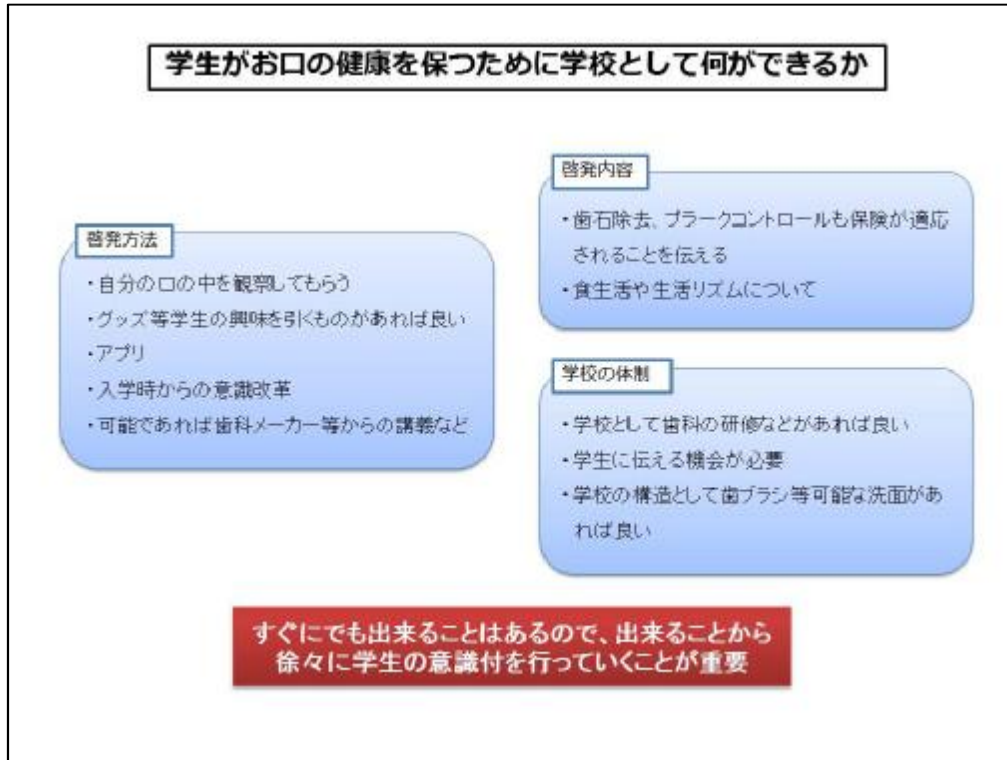 学生がお口の健康を保つために学校として何ができるか
啓発方法
・自分の口の中を観察してもらう
・グッズ等学生の興味を引くものがあれば良い
・アプリ
・入学時からの意識改革
・可能であれば歯科メーカー等からの講義など
啓発内容
・歯石除去、プラークコントロールも保険が適応
されることを伝える
・食生活や生活リズムについて
学校の体制
・学校として歯科の研修などがあれば良い
・学生に伝える機会が必要
・学校の構造として歯ブラシ等可能な洗面があ
れば良い
すぐにでも出来ることはあるので、出来ることから
徐々に学生の意識付を行っていくことが重要